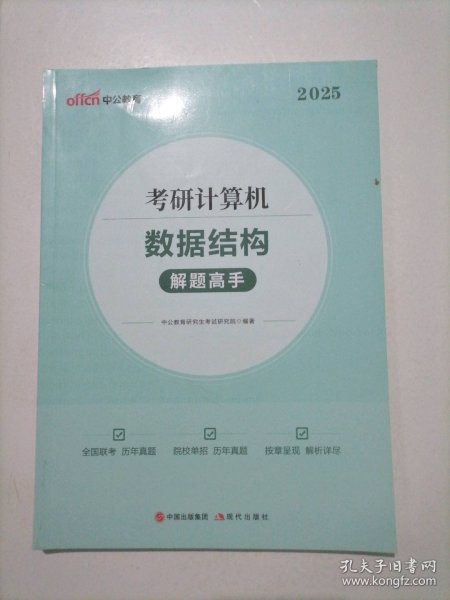 offcn 中公教育
2025
考研计算机
数据结构
解题高手
中公教育研究生考试研究院◎编著
全国联考 历年真题
院校单招 历年真题
按章呈现 解析详尽
中国出版集团 现代出版社
孔夫子旧书网
www.kongfz.com